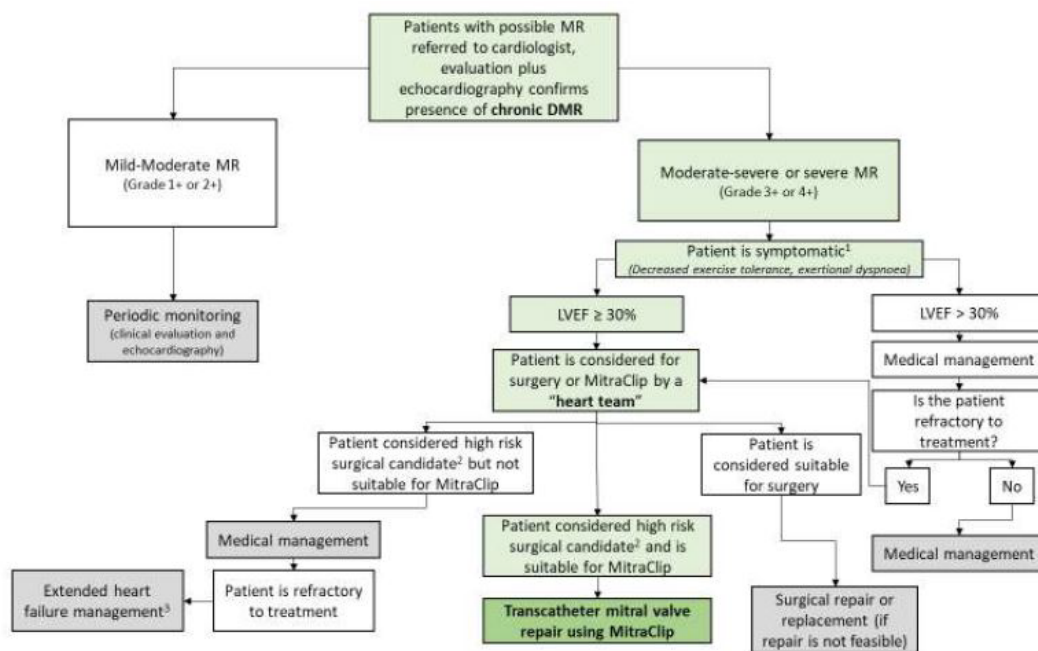 Patients with possible MR
referred to cardiologist,
evaluation plus
echocardiography confirms
presence of chronic DMR
Mild-Moderate MR
(Grade 1+ or 2+)
Moderate-severe or severe MR
(Grade 3+ or 4+)
Patient is symptomatic¹
(Decreased exercise tolerance, exertional dyspnoea)
Periodic monitoring
(clinical evaluation and
echocardiography)
LVEF ≥ 30%
LVEF > 30%
Patient is considered for
surgery or MitraClip by a
"heart team"
Medical management
Is the patient
refractory to
treatment?
Yes
No
Medical management
Patient considered high risk
surgical candidate² but not
suitable for MitraClip
Patient is
considered suitable
for surgery
Medical management
Patient is refractory
to treatment
Extended heart
failure management³
Patient considered high risk
surgical candidate² and is
suitable for MitraClip
Transcatheter mitral valve
repair using MitraClip
Surgical repair or
replacement (if
repair is not feasible)